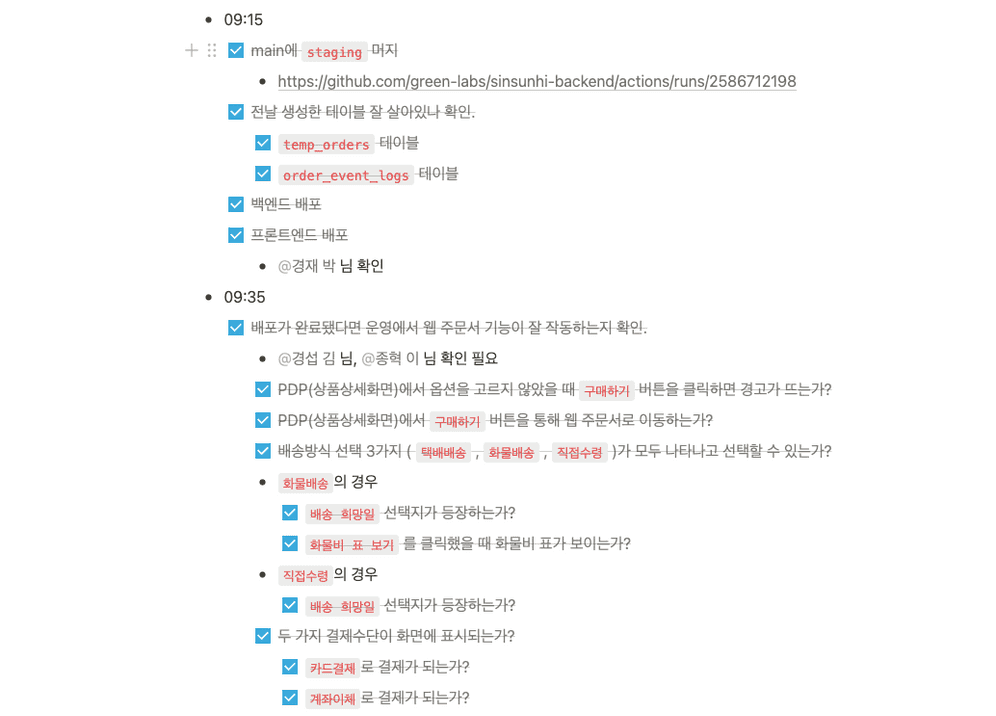 09:15
main에 staging 머지
https://github.com/green-labs/sinsunhi-backend/actions/runs/2586712198
전날 생성한 테이블 잘 살아있나 확인.
temp_orders 테이블
order_event_logs 테이블
백엔드 배포
프론트엔드 배포
@경재 박 님 확인
09:35
배포가 완료됐다면 운영에서 웹 주문서 기능이 잘 작동하는지 확인.
@경섭 김 님, @종혁 이 님 확인 필요
PDP(상품상세화면)에서 옵션을 고르지 않았을 때 구매하기 버튼을 클릭하면 경고가 뜨는가?
PDP(상품상세화면)에서 구매하기 버튼을 통해 웹 주문서로 이동하는가?
배송방식 선택 3가지 ( 택배배송 , 화물배송 , 직접수령 )가 모두 나타나고 선택할 수 있는가?
화물배송의 경우
배송 희망일 선택지가 등장하는가?
화물비 표 보기 를 클릭했을 때 화물비 표가 보이는가?
직접수령의 경우
배송 희망일 선택지가 등장하는가?
두 가지 결제수단이 화면에 표시되는가?
카드결제로 결제가 되는가?
계좌이체로 결제가 되는가?